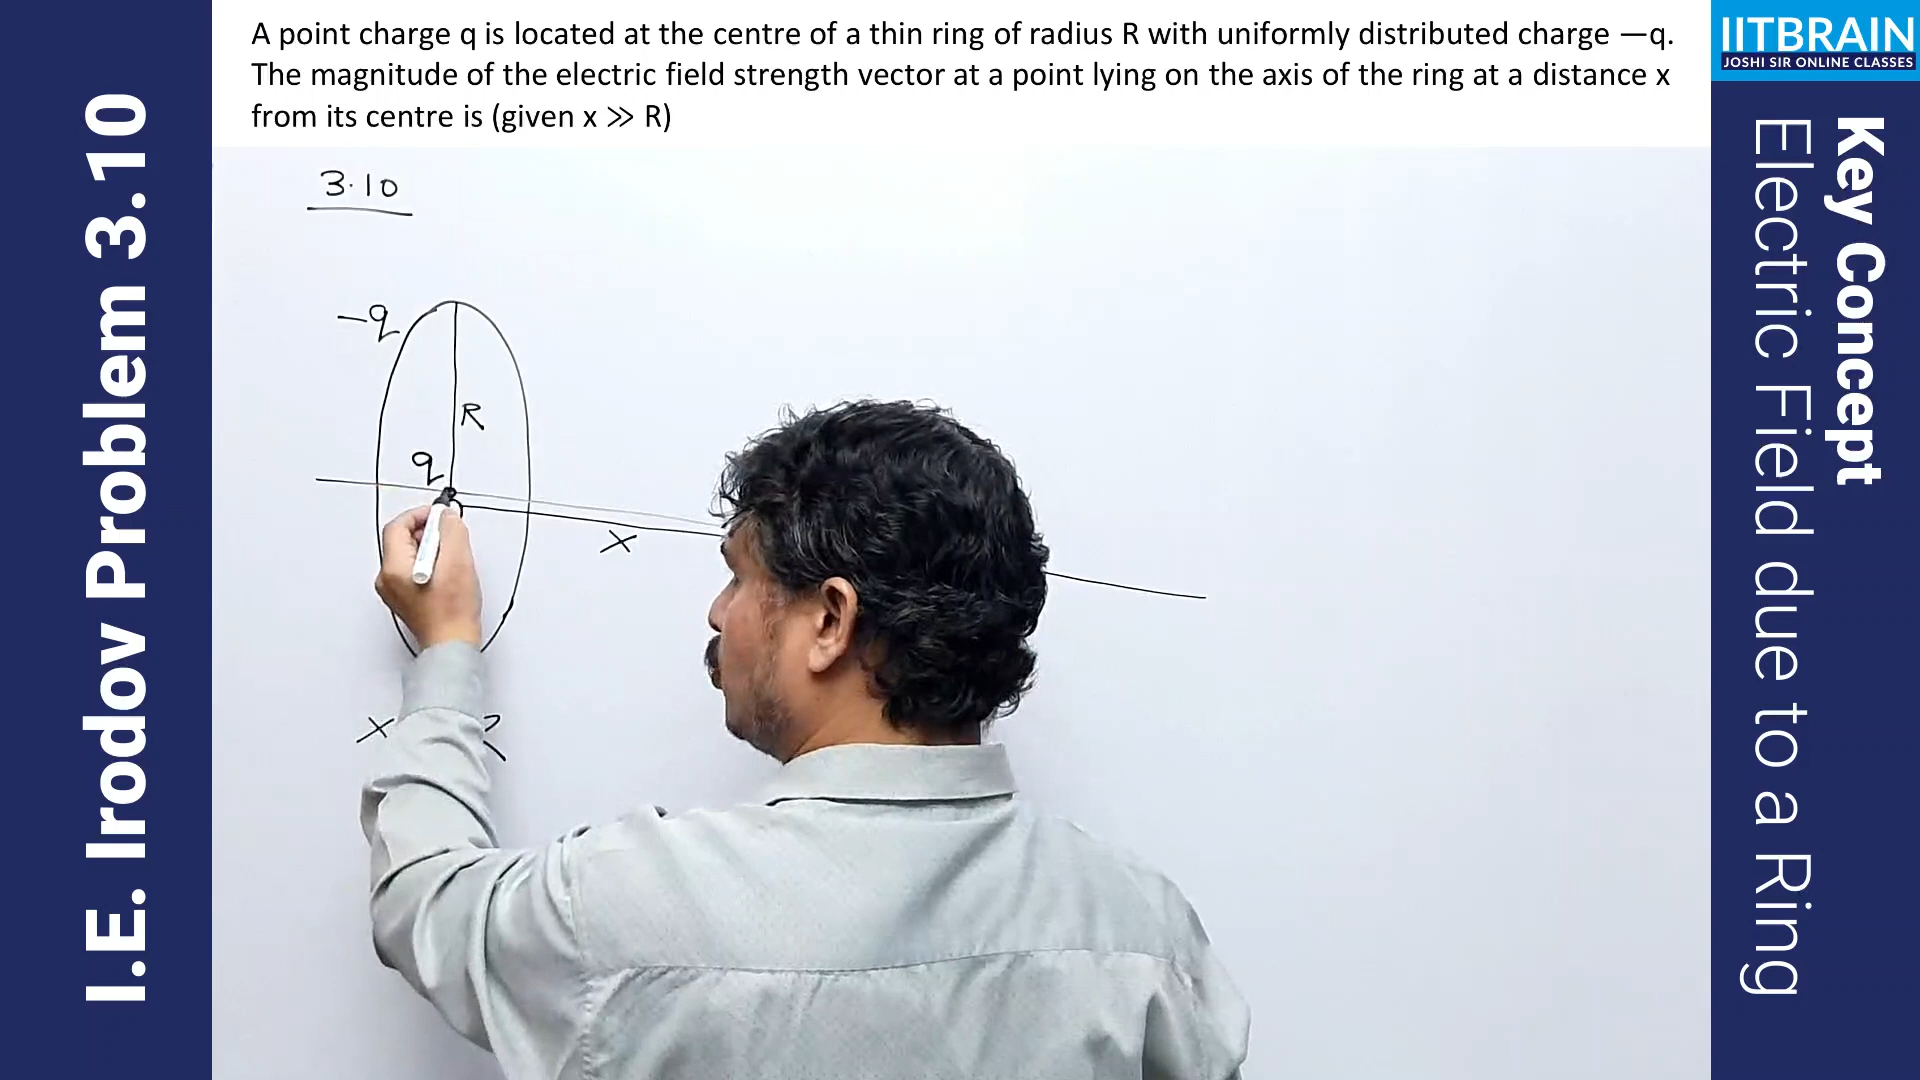 A point charge q is located at the centre of a thin ring of radius R with uniformly distributed charge —q.
The magnitude of the electric field strength vector at a point lying on the axis of the ring at a distance x
from its centre is (given x ≫ R)
IITBRAIN
JOSHI SIR ONLINE CLASSES
I.E. Irodov Problem 3.10
Key Concept
Electric Field due to a Ring
3.10
-q
R
q
x
x